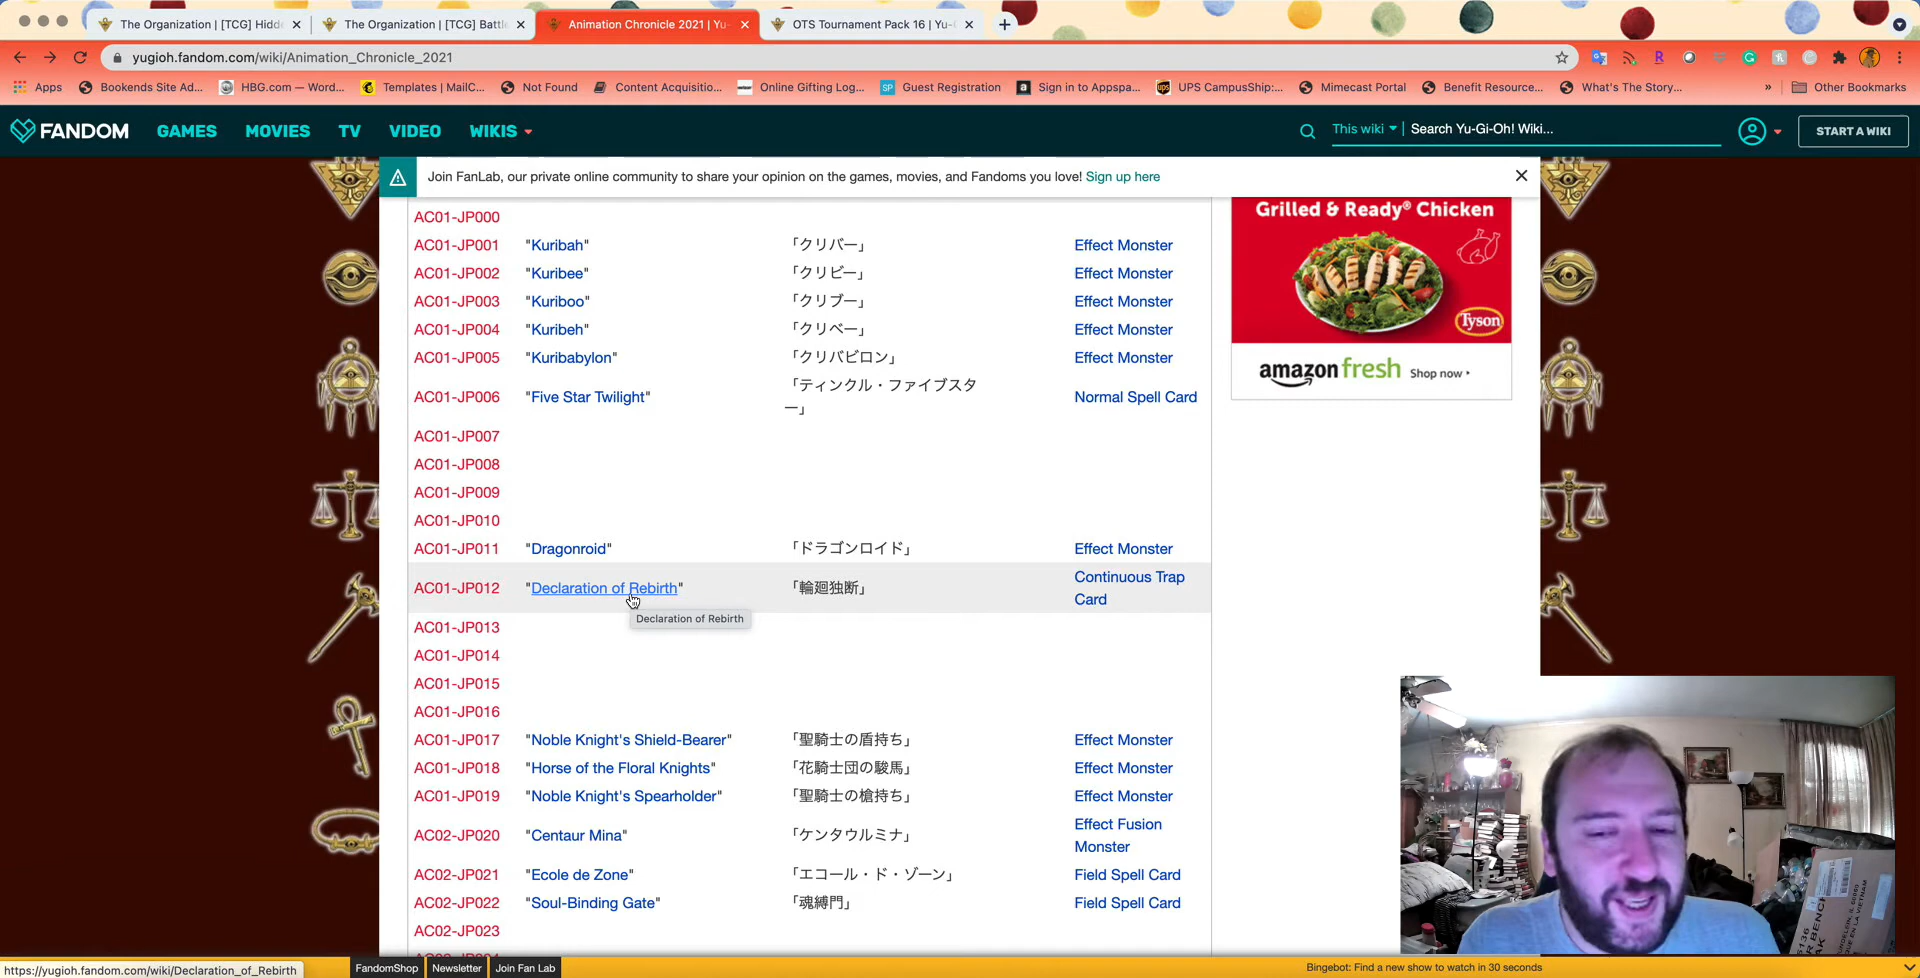 The Organization | [TCG] Hidd
The Organization | [TCG] Battl
Animation Chronicle 2021 | Yu-
OTS Tournament Pack 16 | Yu-
yugioh.fandom.com/wiki/Animation_Chronicle_2021
Apps
Bookends Site Ad...
HBG.com — Word...
Templates | MailC...
Not Found
Content Acquisitio...
Online Gifting Log...
Guest Registration
Sign in to Appspa...
UPS CampusShip:...
Mimecast Portal
Benefit Resource...
What's The Story...
»
Other Bookmarks
FANDOM
GAMES
MOVIES
TV
VIDEO
WIKIS
This wiki
Search Yu-Gi-Oh! Wiki...
START A WIKI
Join FanLab, our private online community to share your opinion on the games, movies, and Fandoms you love! Sign up here
AC01-JP000
AC01-JP001 "Kuribah" 「クリバー」 Effect Monster
AC01-JP002 "Kuribee" 「クリビー」 Effect Monster
AC01-JP003 "Kuriboo" 「クリブー」 Effect Monster
AC01-JP004 "Kuribeh" 「クリベー」 Effect Monster
AC01-JP005 "Kuribabylon" 「クリバビロン」 Effect Monster
AC01-JP006 "Five Star Twilight" 「ティンクル・ファイブスタ
ー」 Normal Spell Card
AC01-JP007
AC01-JP008
AC01-JP009
AC01-JP010
AC01-JP011 "Dragonroid" 「ドラゴンロイド」 Effect Monster
AC01-JP012 "Declaration of Rebirth" 「輪廻独断」 Continuous Trap
Card
Declaration of Rebirth
AC01-JP013
AC01-JP014
AC01-JP015
AC01-JP016
AC01-JP017 "Noble Knight's Shield-Bearer" 「聖騎士の盾持ち」 Effect Monster
AC01-JP018 "Horse of the Floral Knights" 「花騎士団の駿馬」 Effect Monster
AC01-JP019 "Noble Knight's Spearholder" 「聖騎士の槍持ち」 Effect Monster
AC02-JP020 "Centaur Mina" 「ケンタウルミナ」 Effect Fusion
Monster
AC02-JP021 "Ecole de Zone" 「エコール・ド・ゾーン」 Field Spell Card
AC02-JP022 "Soul-Binding Gate" 「魂縛門」 Field Spell Card
AC02-JP023
Grilled & Ready® Chicken
Tyson
amazon fresh Shop now
https://yugioh.fandom.com/wiki/Declaration_of_Rebirth
FandomShop
Newsletter
Join Fan Lab
Bingebot: Find a new show to watch in 30 seconds